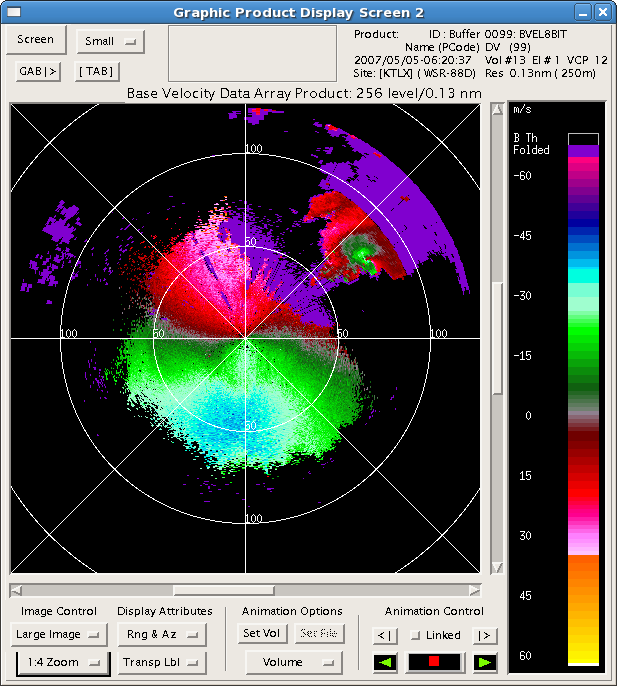 Graphic Product Display Screen 2
Screen
Small
GAB|>
[ TAB]
Product: ID: Buffer 0099: BVEL8BIT
Name (PCode) DV (99)
2007/05/05-06:20:37 Vol#13 El# 1 VCP 12
Site: [KTLX] ( WSR-88D) Res 0.13nm ( 250m)
Base Velocity Data Array Product: 256 level/0.13 nm
100
50
100
50
50
100
50
100
m/s
B Th
Folded
-60
-45
-30
-15
0
15
30
45
60
Image Control
Display Attributes
Animation Options
Animation Control
Large Image
Rng & Az
Set Vol
Set File
<|
Linked
|>
1:4 Zoom
Transp Lbl
Volume